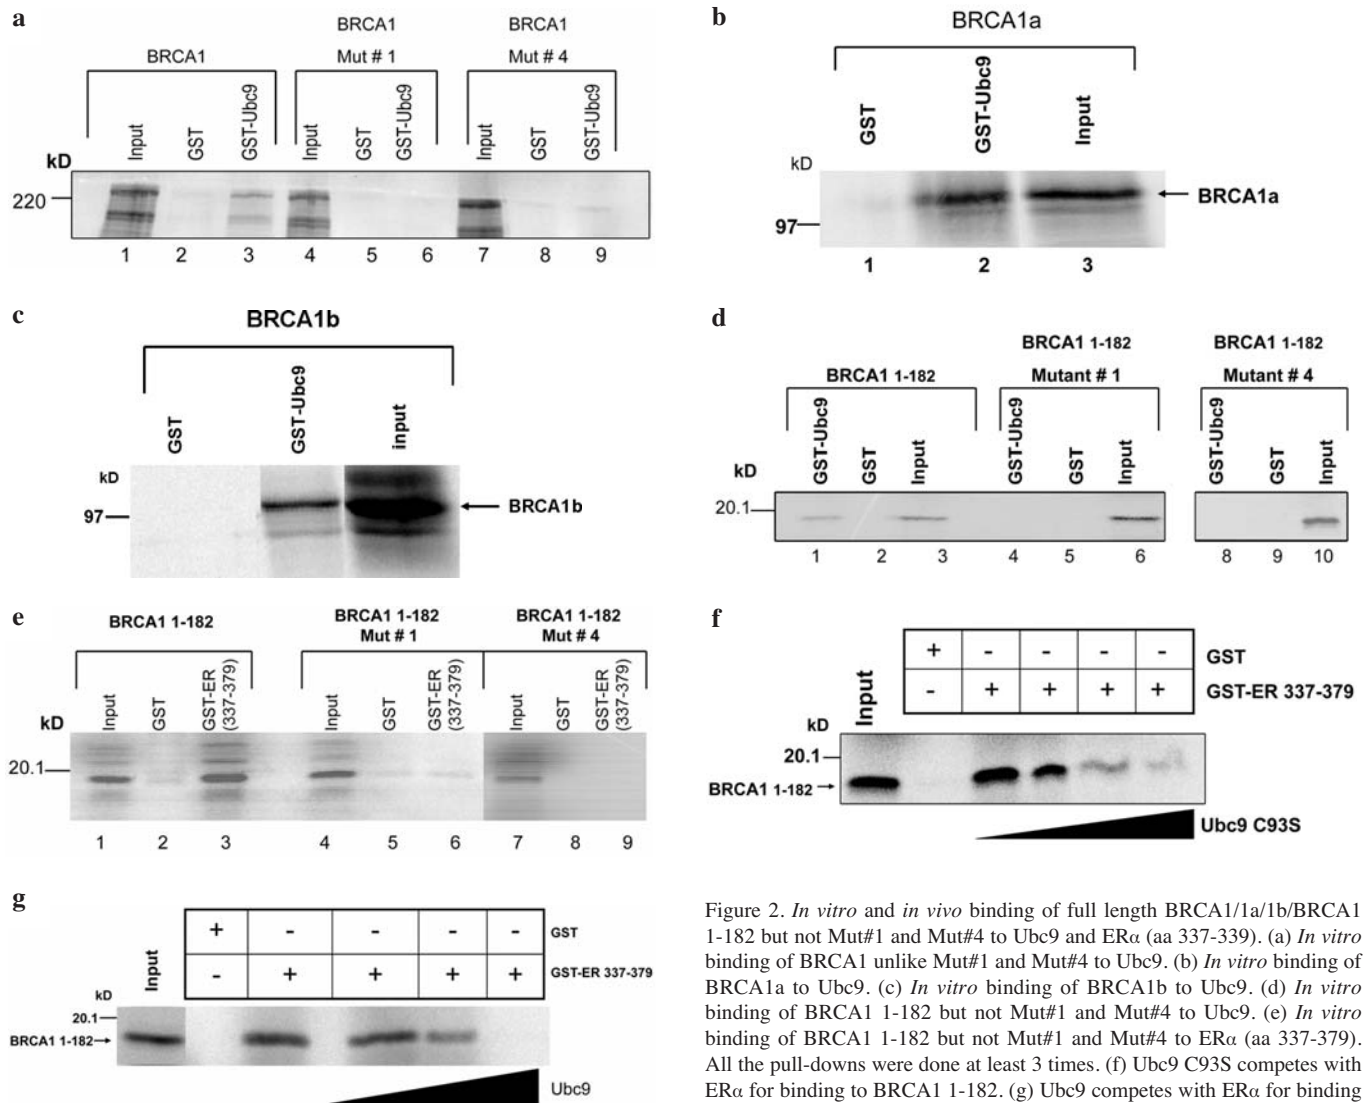 a
BRCA1
BRCA1
BRCA1 Mut # 1 Mut # 4
Input GST GST-Ubc9 Input GST GST-Ubc9 Input GST GST-Ubc9
kD
220
1 2 3 4 5 6 7 8 9
b
BRCA1a
GST GST-Ubc9 Input
kD
BRCA1a
97
1 2 3
c
BRCA1b
GST GST-Ubc9 input
kD
97
BRCA1b
d
BRCA1 1-182 BRCA1 1-182
BRCA1 1-182 Mutant # 1 Mutant # 4
GST-Ubc9 GST Input GST-Ubc9 GST Input GST-Ubc9 GST Input
kD
20.1
1 2 3 4 5 6 8 9 10
e
BRCA1 1-182 BRCA1 1-182 BRCA1 1-182
Mut # 1 Mut # 4
Input GST GST-ER (337-379) Input GST GST-ER (337-379) Input GST GST-ER (337-379)
kD
20.1
1 2 3 4 5 6 7 8 9
f
Input + - - - - GST
- + + + + GST-ER 337-379
kD
20.1
BRCA1 1-182
Ubc9 C93S
g
Input + - - - - GST
- + + + + GST-ER 337-379
kD
20.1
BRCA1 1-182
Ubc9
Figure 2. In vitro and in vivo binding of full length BRCA1/1a/1b/BRCA1
1-182 but not Mut#1 and Mut#4 to Ubc9 and ERα (aa 337-339). (a) In vitro
binding of BRCA1 unlike Mut#1 and Mut#4 to Ubc9. (b) In vitro binding of
BRCA1a to Ubc9. (c) In vitro binding of BRCA1b to Ubc9. (d) In vitro
binding of BRCA1 1-182 but not Mut#1 and Mut#4 to Ubc9. (e) In vitro
binding of BRCA1 1-182 but not Mut#1 and Mut#4 to ERα (aa 337-379).
All the pull-downs were done at least 3 times. (f) Ubc9 C93S competes with
ERα for binding to BRCA1 1-182. (g) Ubc9 competes with ERα for binding